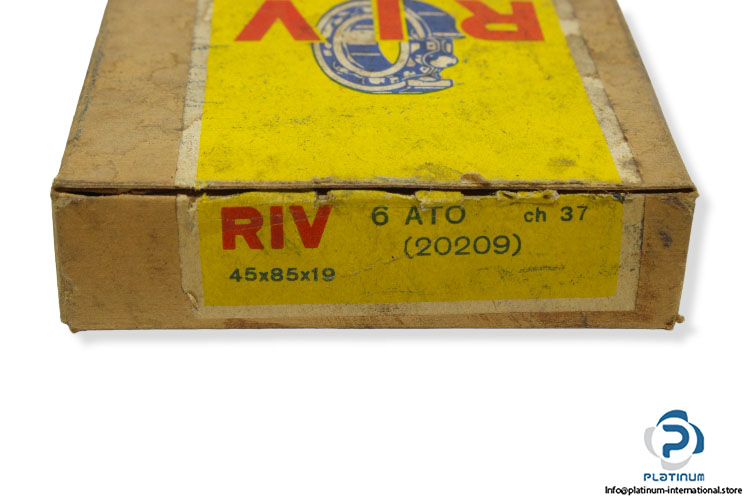 RIV
RIV 6 ATO ch 37
(20209)
45x85x19
PLATINUM
Info@platinum-international.store